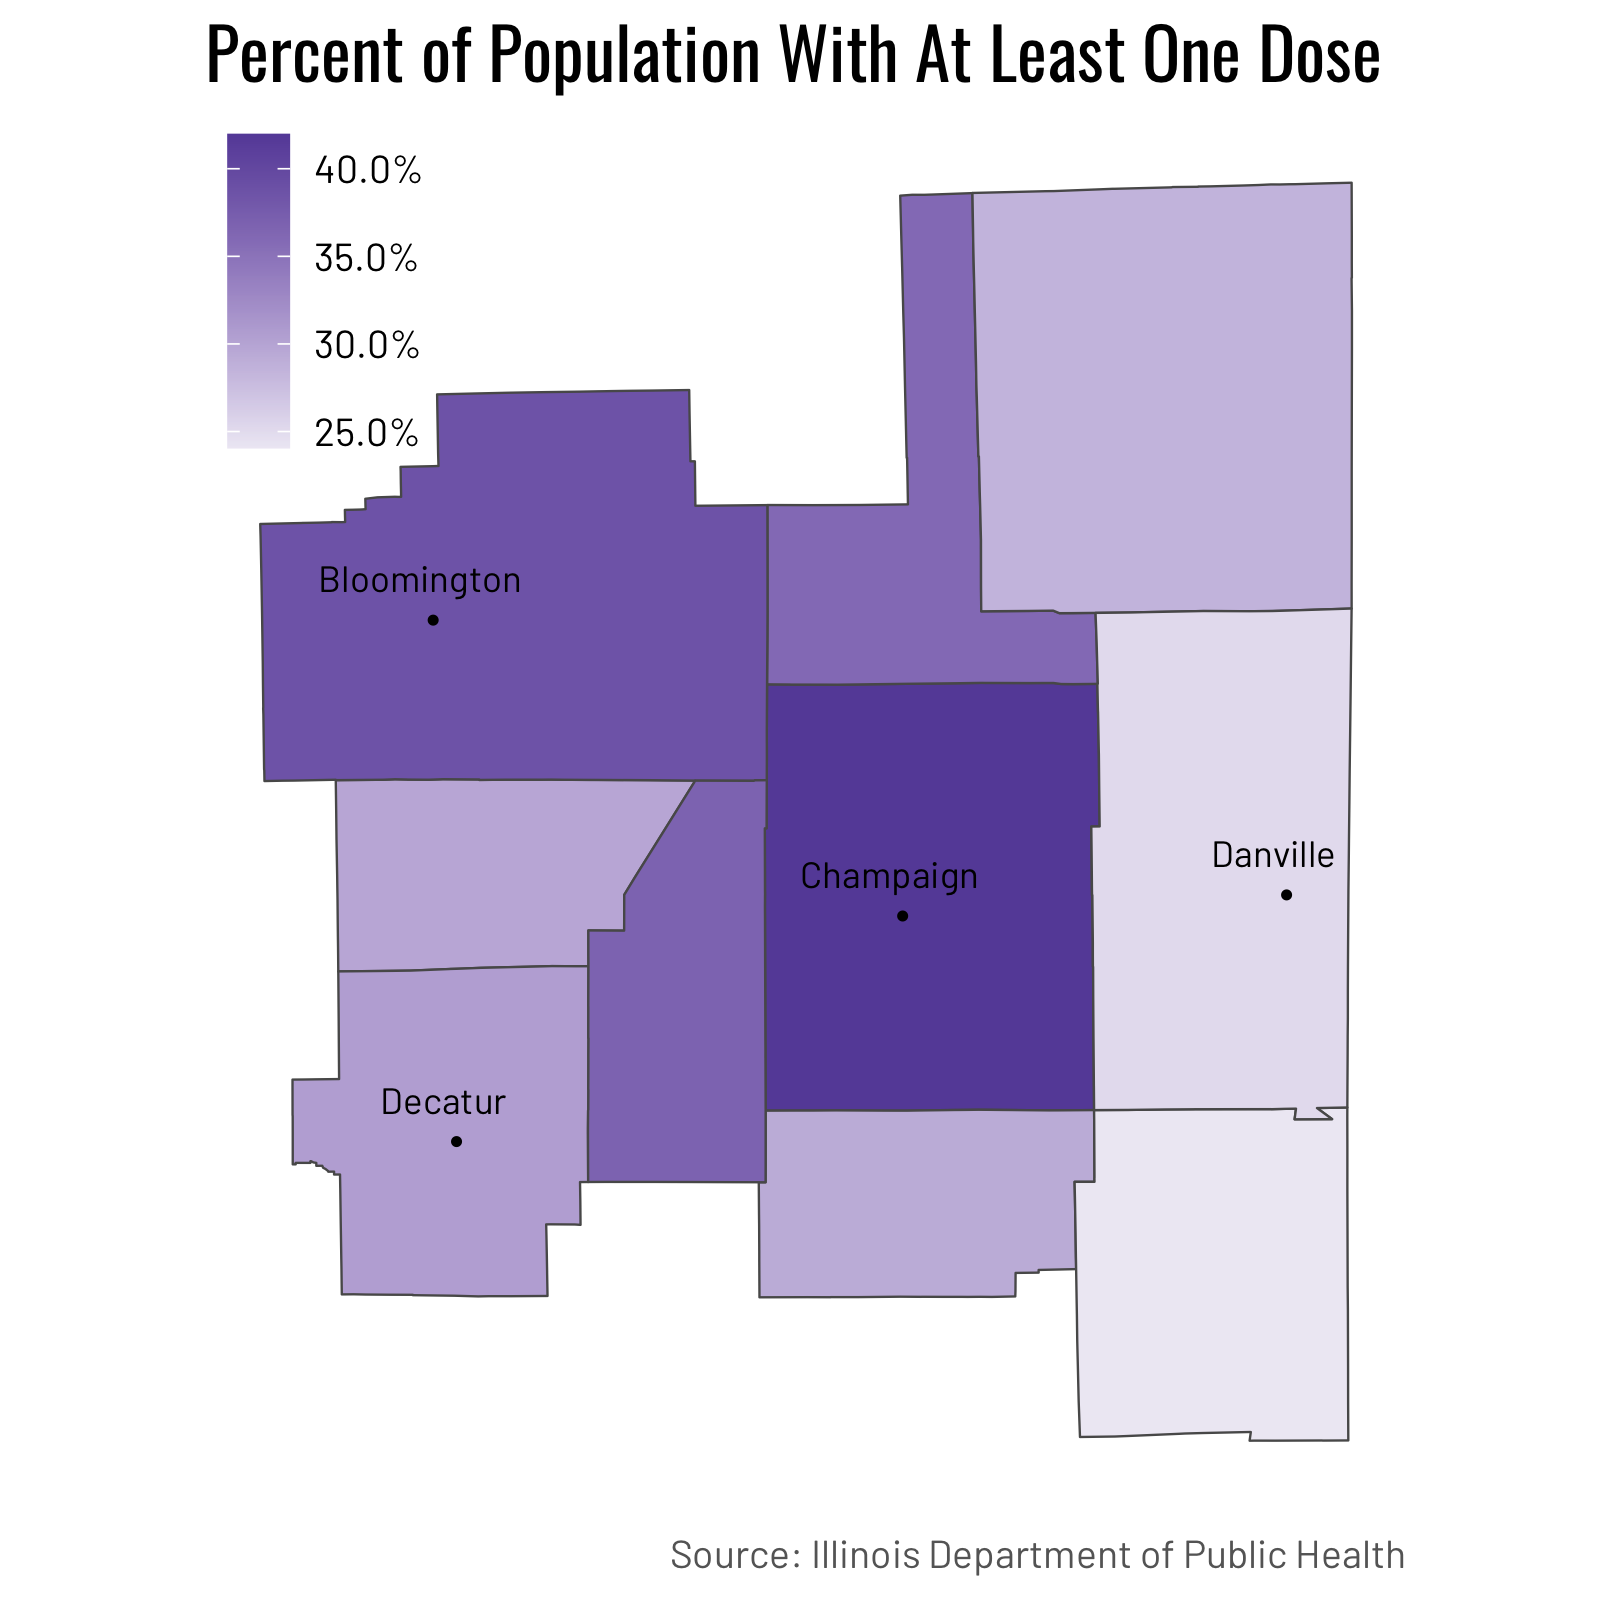 Percent of Population With At Least One Dose
40.0%
35.0%
30.0%
25.0%
Bloomington
Danville
Champaign
Decatur
Source: Illinois Department of Public Health